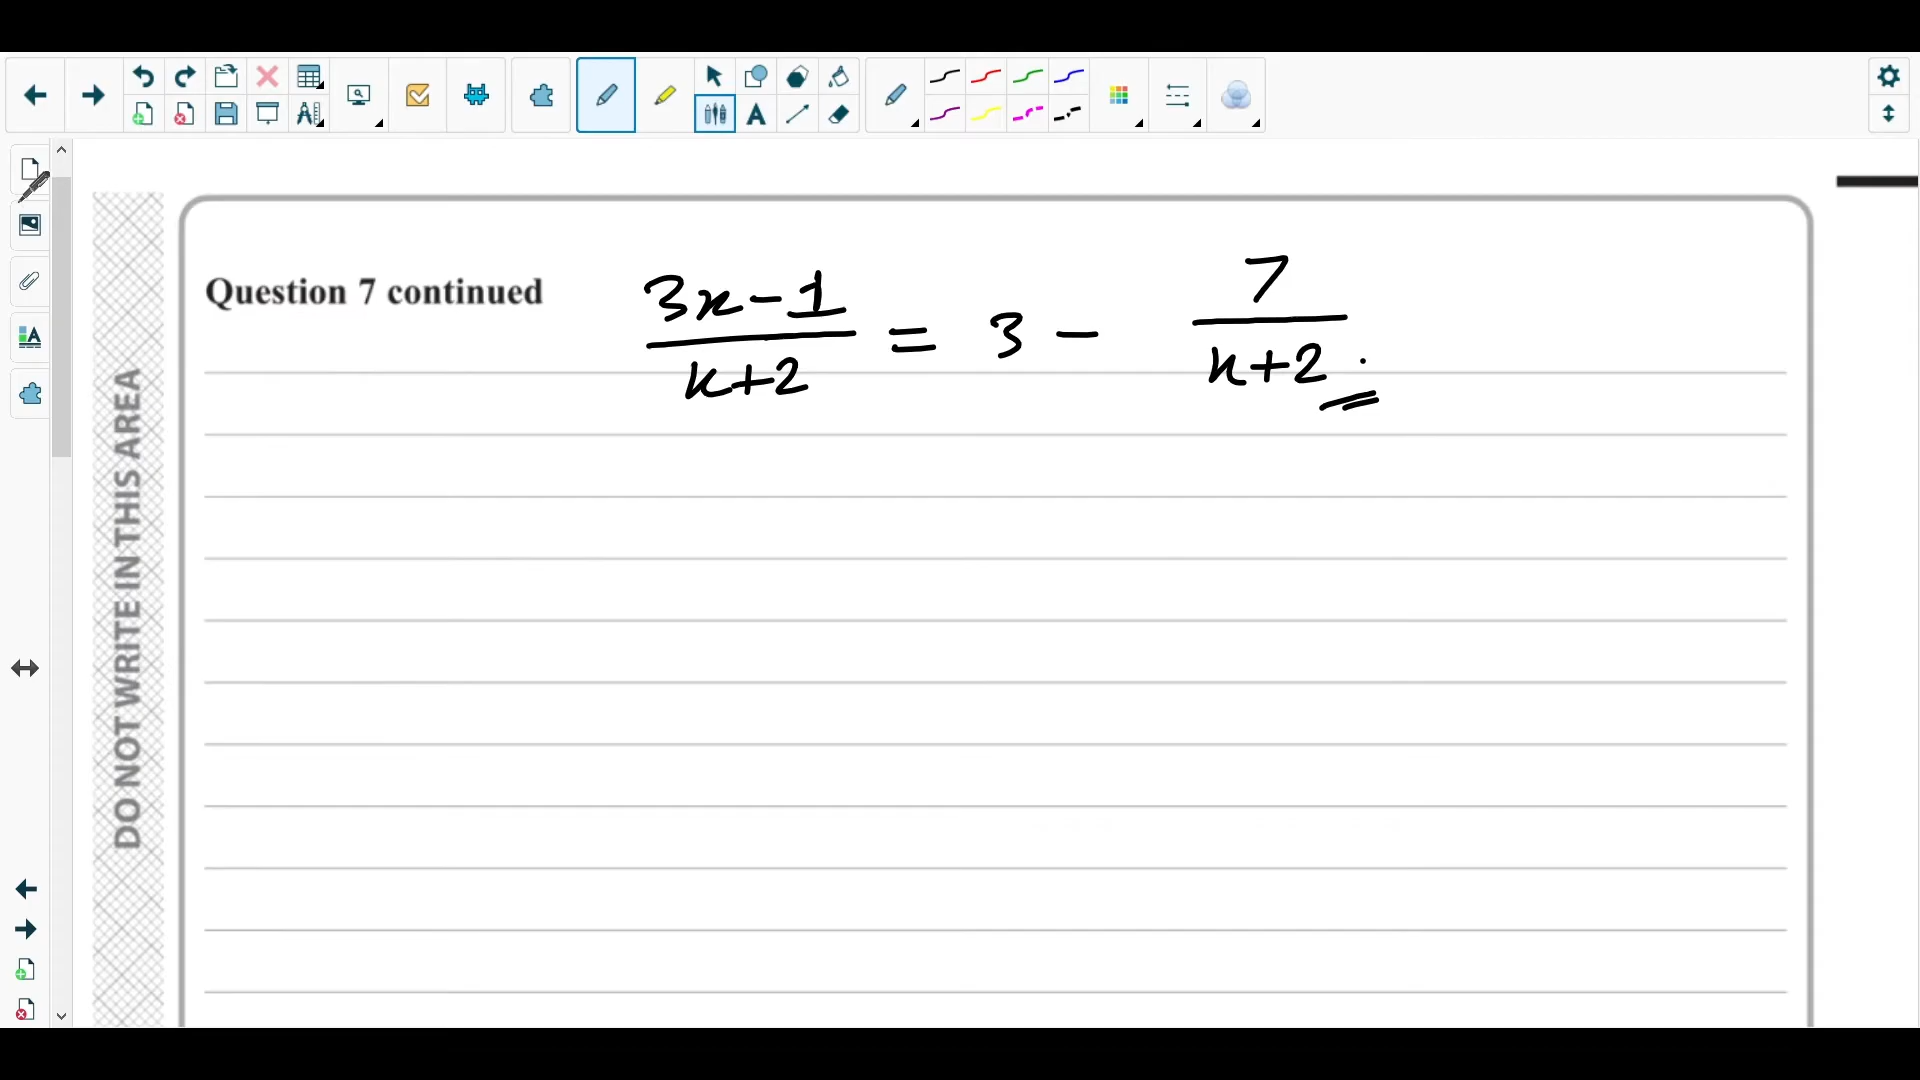 Question 7 continued
3x-1/x+2 = 3 - 7/x+2 .
DO NOT WRITE IN THIS AREA